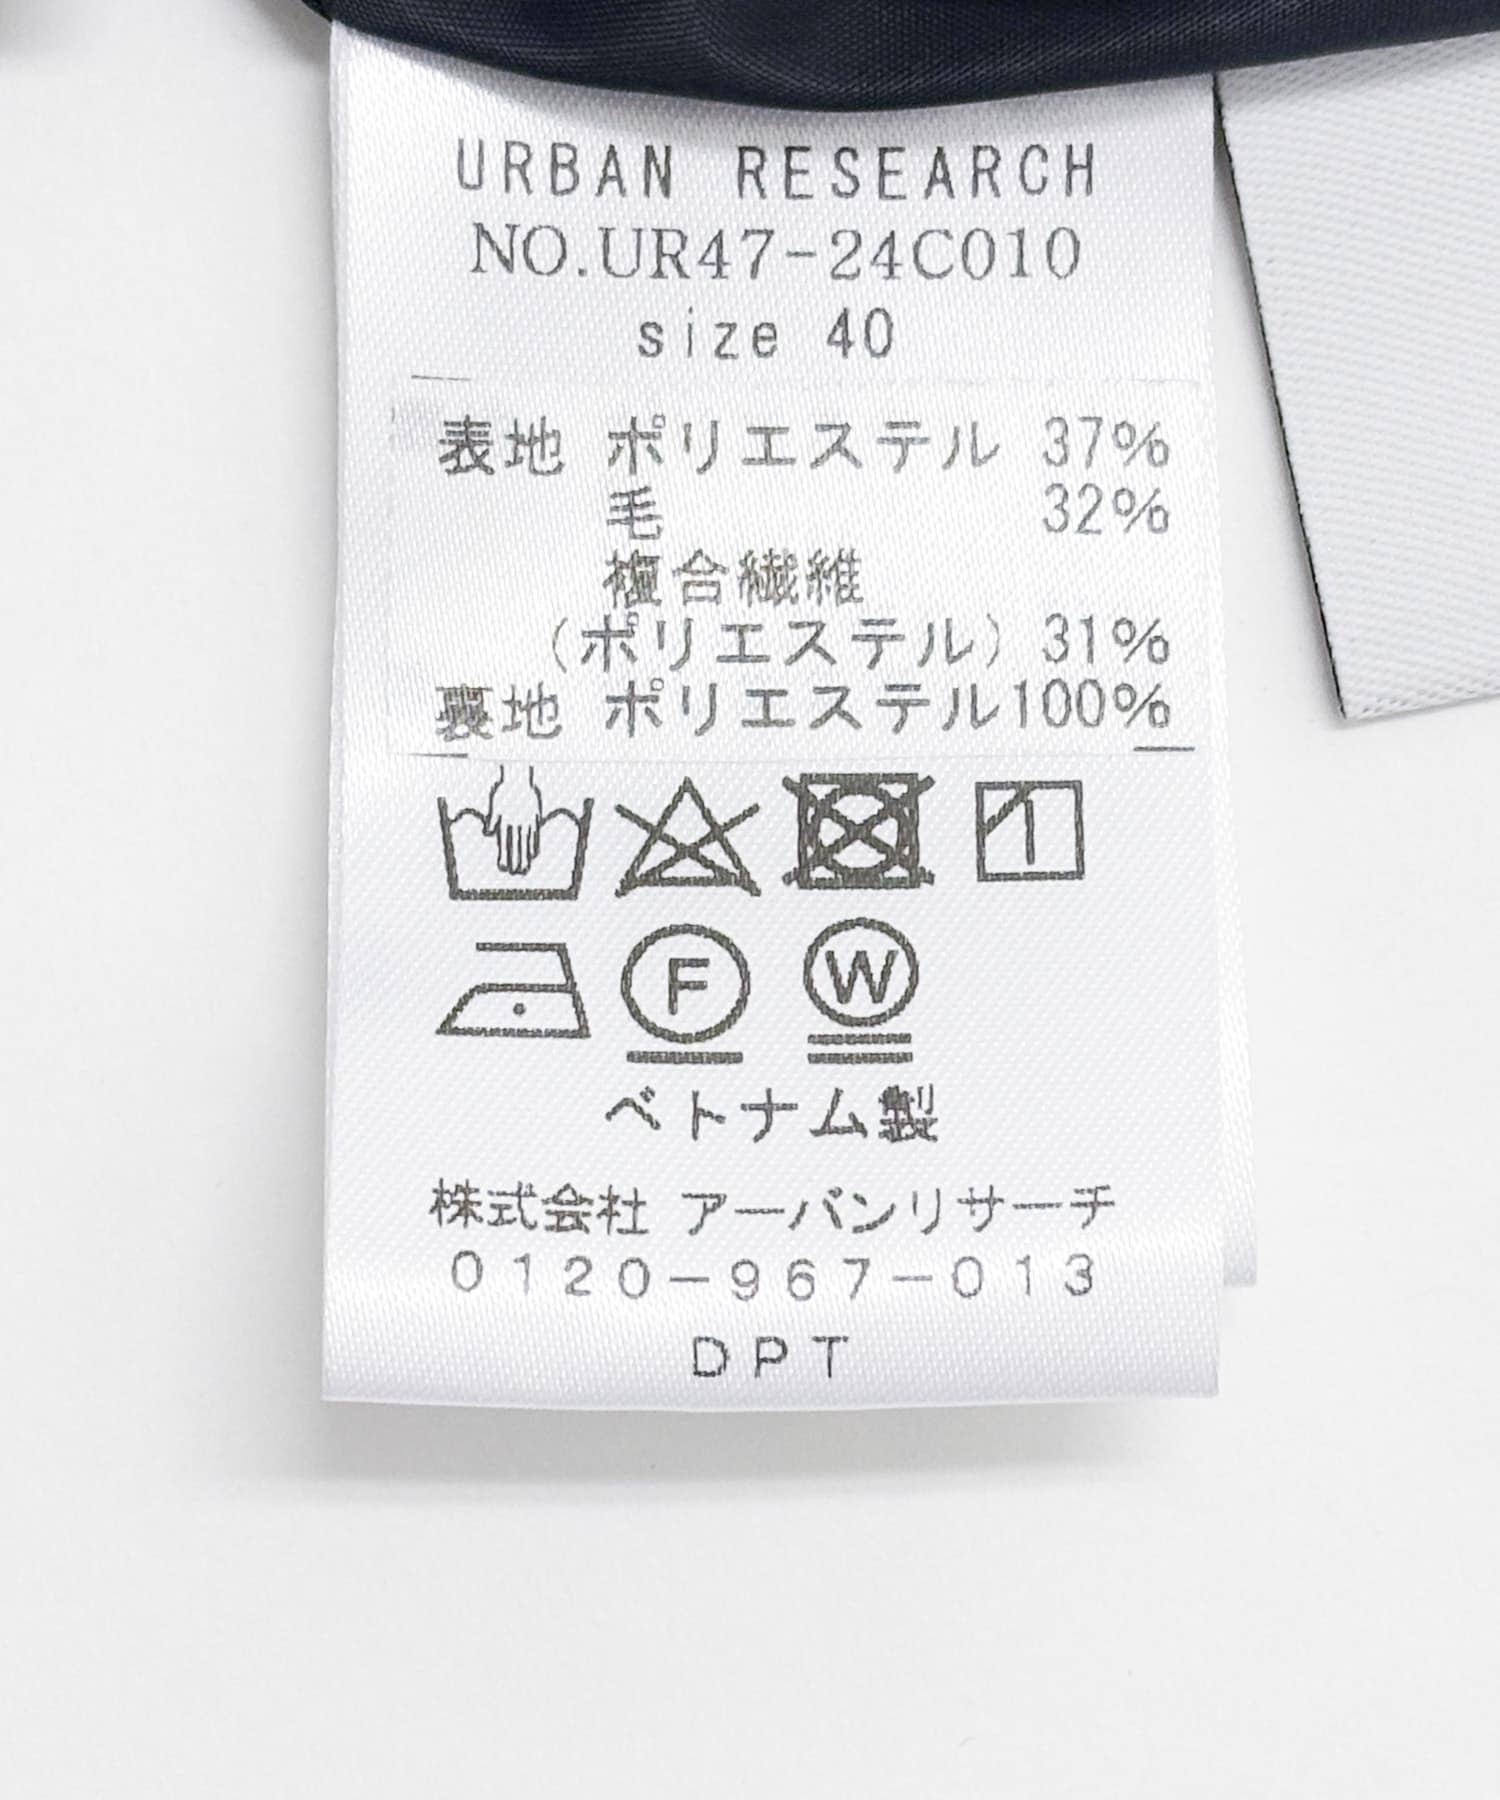 URBAN RESEARCH
NO.UR47-24C010
size 40
表地 ポリエステル 37%
毛 32%
複合繊維
(ポリエステル) 31%
裏地 ポリエステル100%
F W
ベトナム製
株式会社 アーバンリサーチ
0120-967-013
DPT